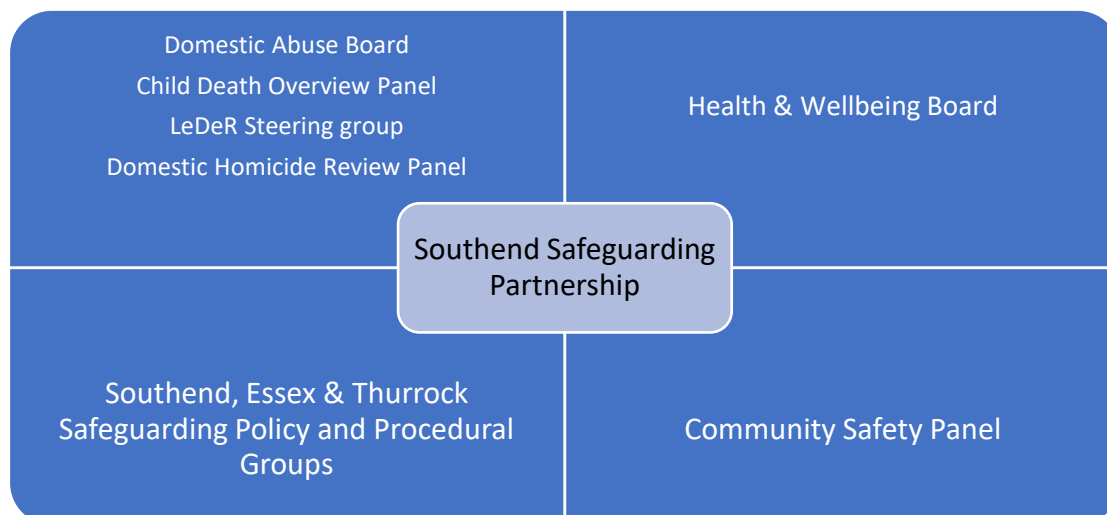 Domestic Abuse Board
Child Death Overview Panel
LeDeR Steering group
Domestic Homicide Review Panel
Health & Wellbeing Board
Southend Safeguarding
Partnership
Southend, Essex & Thurrock
Safeguarding Policy and Procedural
Groups
Community Safety Panel